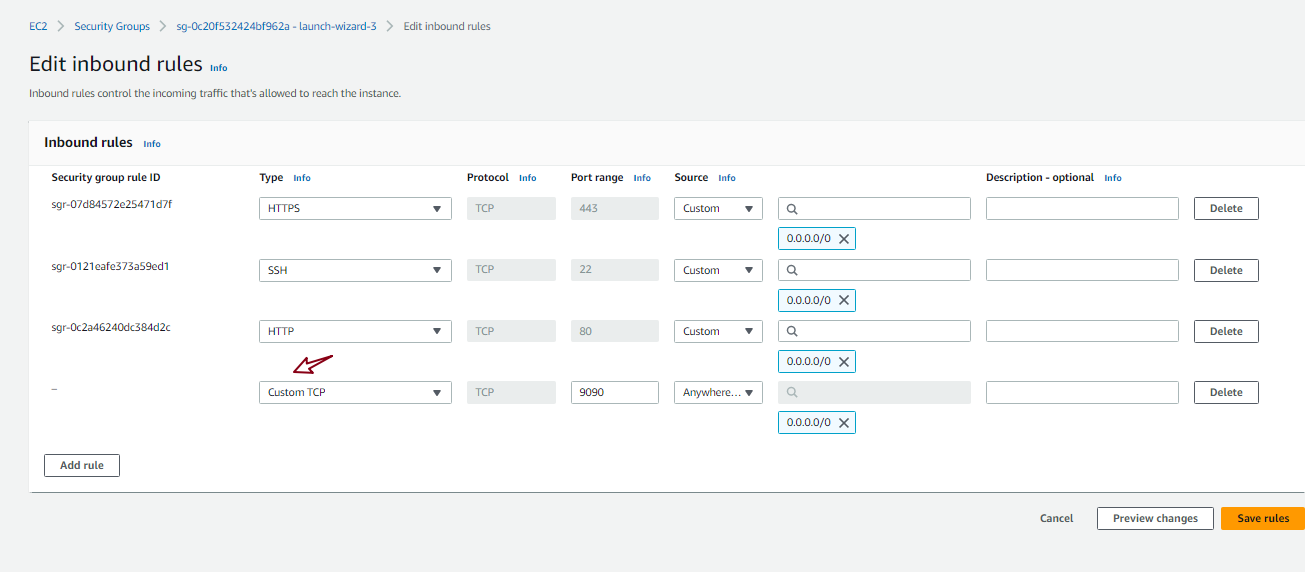 EC2 > Security Groups > sg-0c20f532424bf962a - launch-wizard-3 > Edit inbound rules
Edit inbound rules Info
Inbound rules control the incoming traffic that's allowed to reach the instance.
Inbound rules Info
Security group rule ID Type Info Protocol Info Port range Info Source Info Description - optional Info
sgr-07d84572e25471d7f HTTPS TCP 443 Custom Delete
0.0.0.0/0
sgr-0121eafe373a59ed1 SSH TCP 22 Custom Delete
0.0.0.0/0
sgr-0c2a46240dc384d2c HTTP TCP 80 Custom Delete
0.0.0.0/0
– Custom TCP TCP 9090 Anywhere... Delete
0.0.0.0/0
Add rule
Cancel Preview changes Save rules